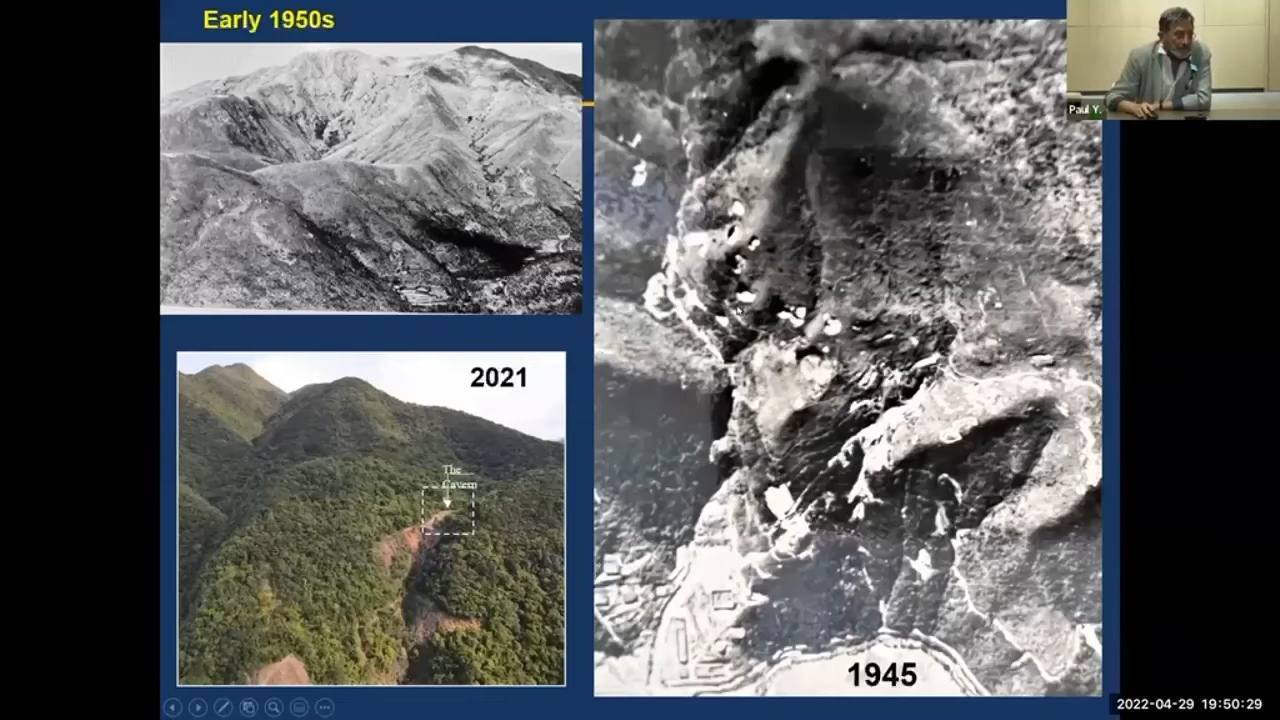 Early 1950s
Paul Y.
2021
The
Cavern
1945
2022-04-29 19:50:29